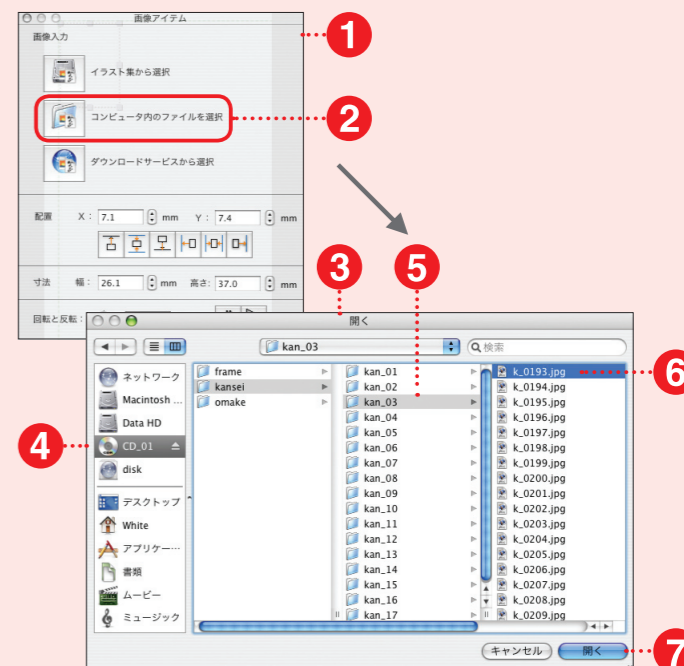 画像アイテム
1
画像入力
イラスト集から選択
コンピュータ内のファイルを選択
2
ダウンロードサービスから選択
配置 X: 7.1 mm Y: 7.4 mm
寸法 幅: 26.1 mm 高さ: 37.0 mm
3
5
回転と反転:
開く
kan_03
検索
ネットワーク
Macintosh ...
Data HD
4
CD_01
disk
デスクトップ
White
アプリケー…
書類
ムービー
ミュージック
frame
kansei
omake
kan_01
kan_02
kan_03
kan_04
kan_05
kan_06
kan_07
kan_08
kan_09
kan_10
kan_11
kan_12
kan_13
kan_14
kan_15
kan_16
kan_17
k_0193.jpg
6
k_0194.jpg
k_0195.jpg
k_0196.jpg
k_0197.jpg
k_0198.jpg
k_0199.jpg
k_0200.jpg
k_0201.jpg
k_0202.jpg
k_0203.jpg
k_0204.jpg
k_0205.jpg
k_0206.jpg
k_0207.jpg
k_0208.jpg
k_0209.jpg
キャンセル 開く
7